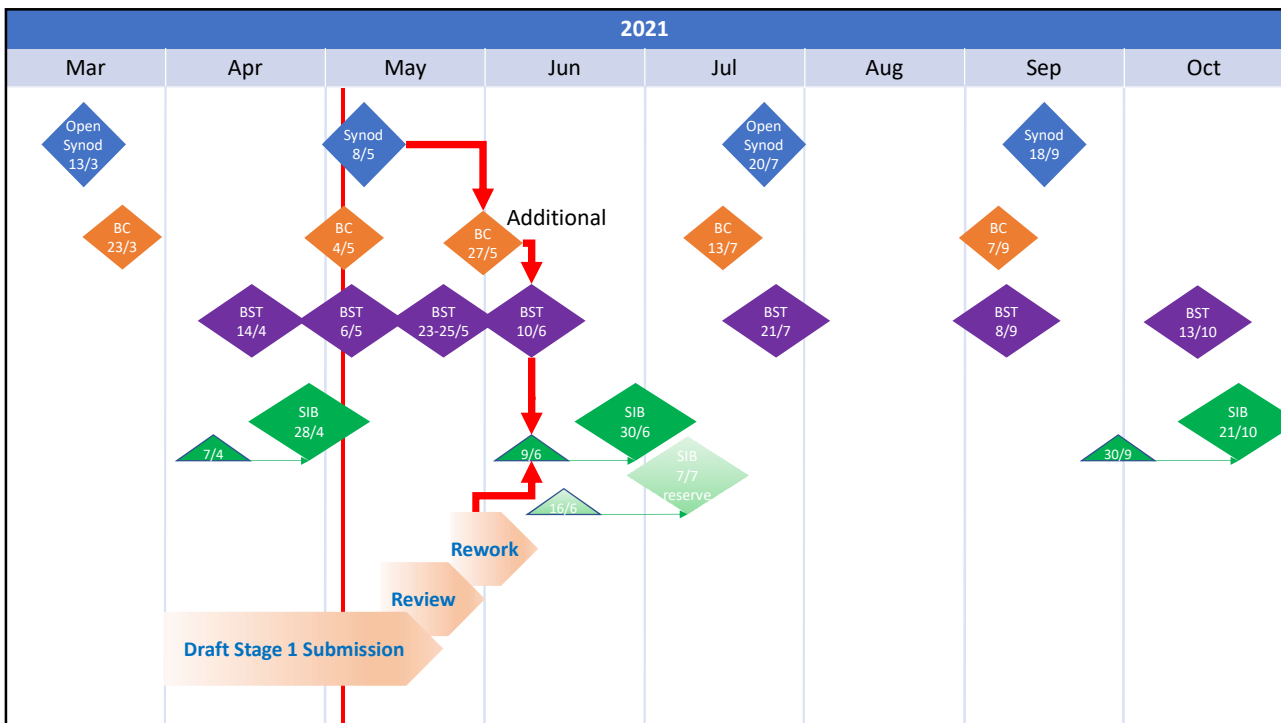 2021
Mar Apr May Jun Jul Aug Sep Oct
Open
Synod
13/3
Synod
8/5
Open
Synod
20/7
Synod
18/9
BC
23/3
BC
4/5
BC
27/5
Additional
BC
13/7
BC
7/9
BST
14/4
BST
6/5
BST
23-25/5
BST
10/6
BST
21/7
BST
8/9
BST
13/10
7/4
SIB
28/4
9/6
SIB
30/6
SIB
7/7
reserve
16/6
30/9
SIB
21/10
Rework
Review
Draft Stage 1 Submission